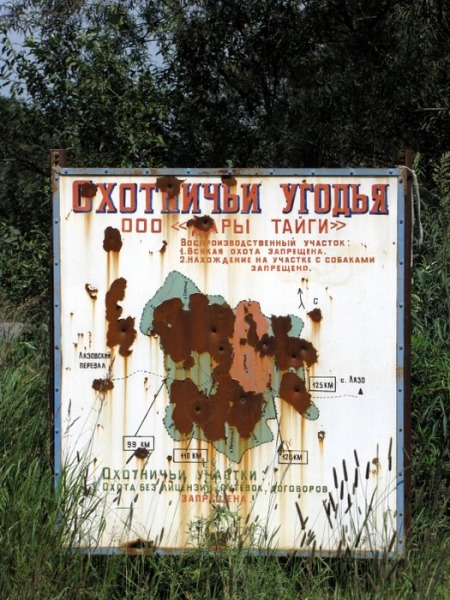 Охотничьи угодья
ООО «Дары тайги»
Воспроизводственный участок:
1. Всякая охота запрещена.
2. Нахождение на участке с собаками
запрещено.
С
Лазовский
перевал
125 км с. Лазо
99 км
110 км
120 км
Охотничьи участки:
Охота без лицензий, путевок, договоров
запрещена!